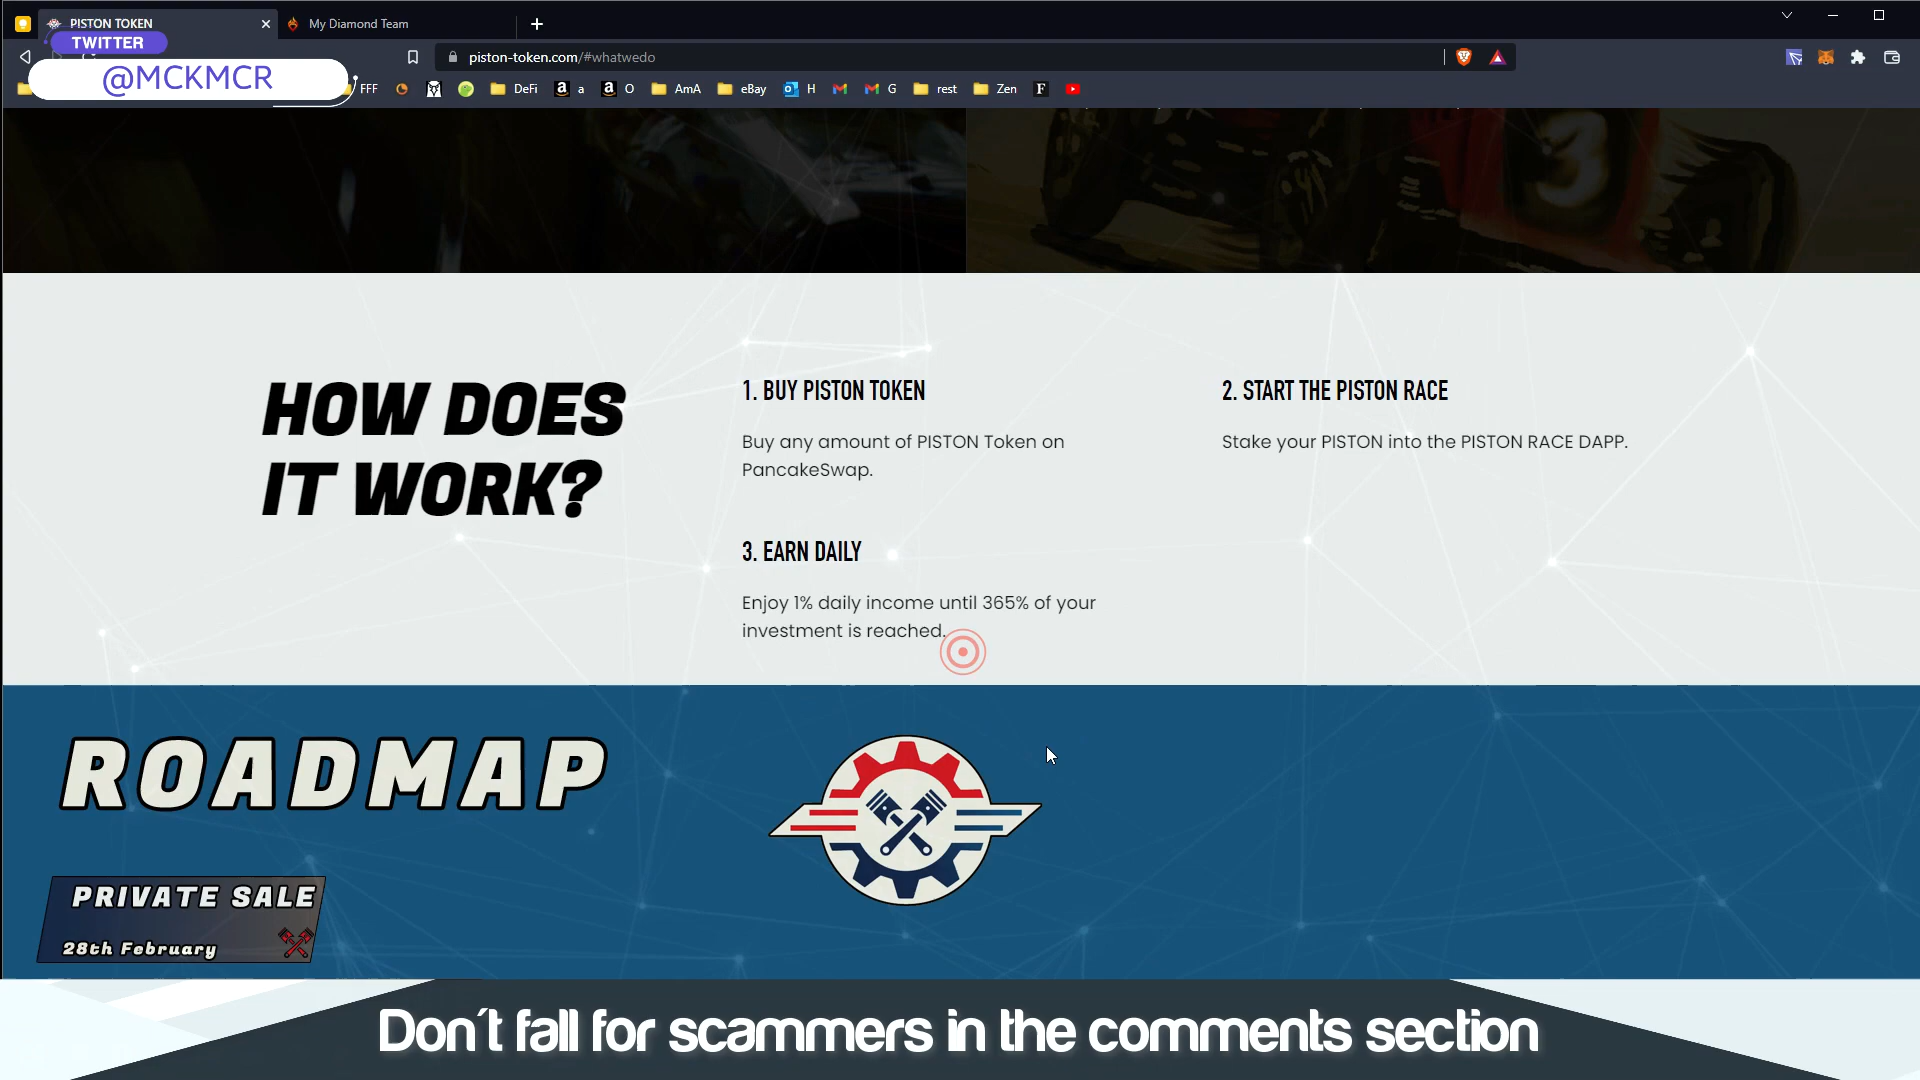 PISTON TOKEN
My Diamond Team
TWITTER
@MCKMCR
piston-token.com/#whatwedo
FFF
DeFi
a
O
AmA
eBay
H
G
rest
Zen
HOW DOES
IT WORK?
1. BUY PISTON TOKEN
Buy any amount of PISTON Token on
PancakeSwap.
2. START THE PISTON RACE
Stake your PISTON into the PISTON RACE DAPP.
3. EARN DAILY
Enjoy 1% daily income until 365% of your
investment is reached.
ROADMAP
PRIVATE SALE
28th February
Don´t fall for scammers in the comments section